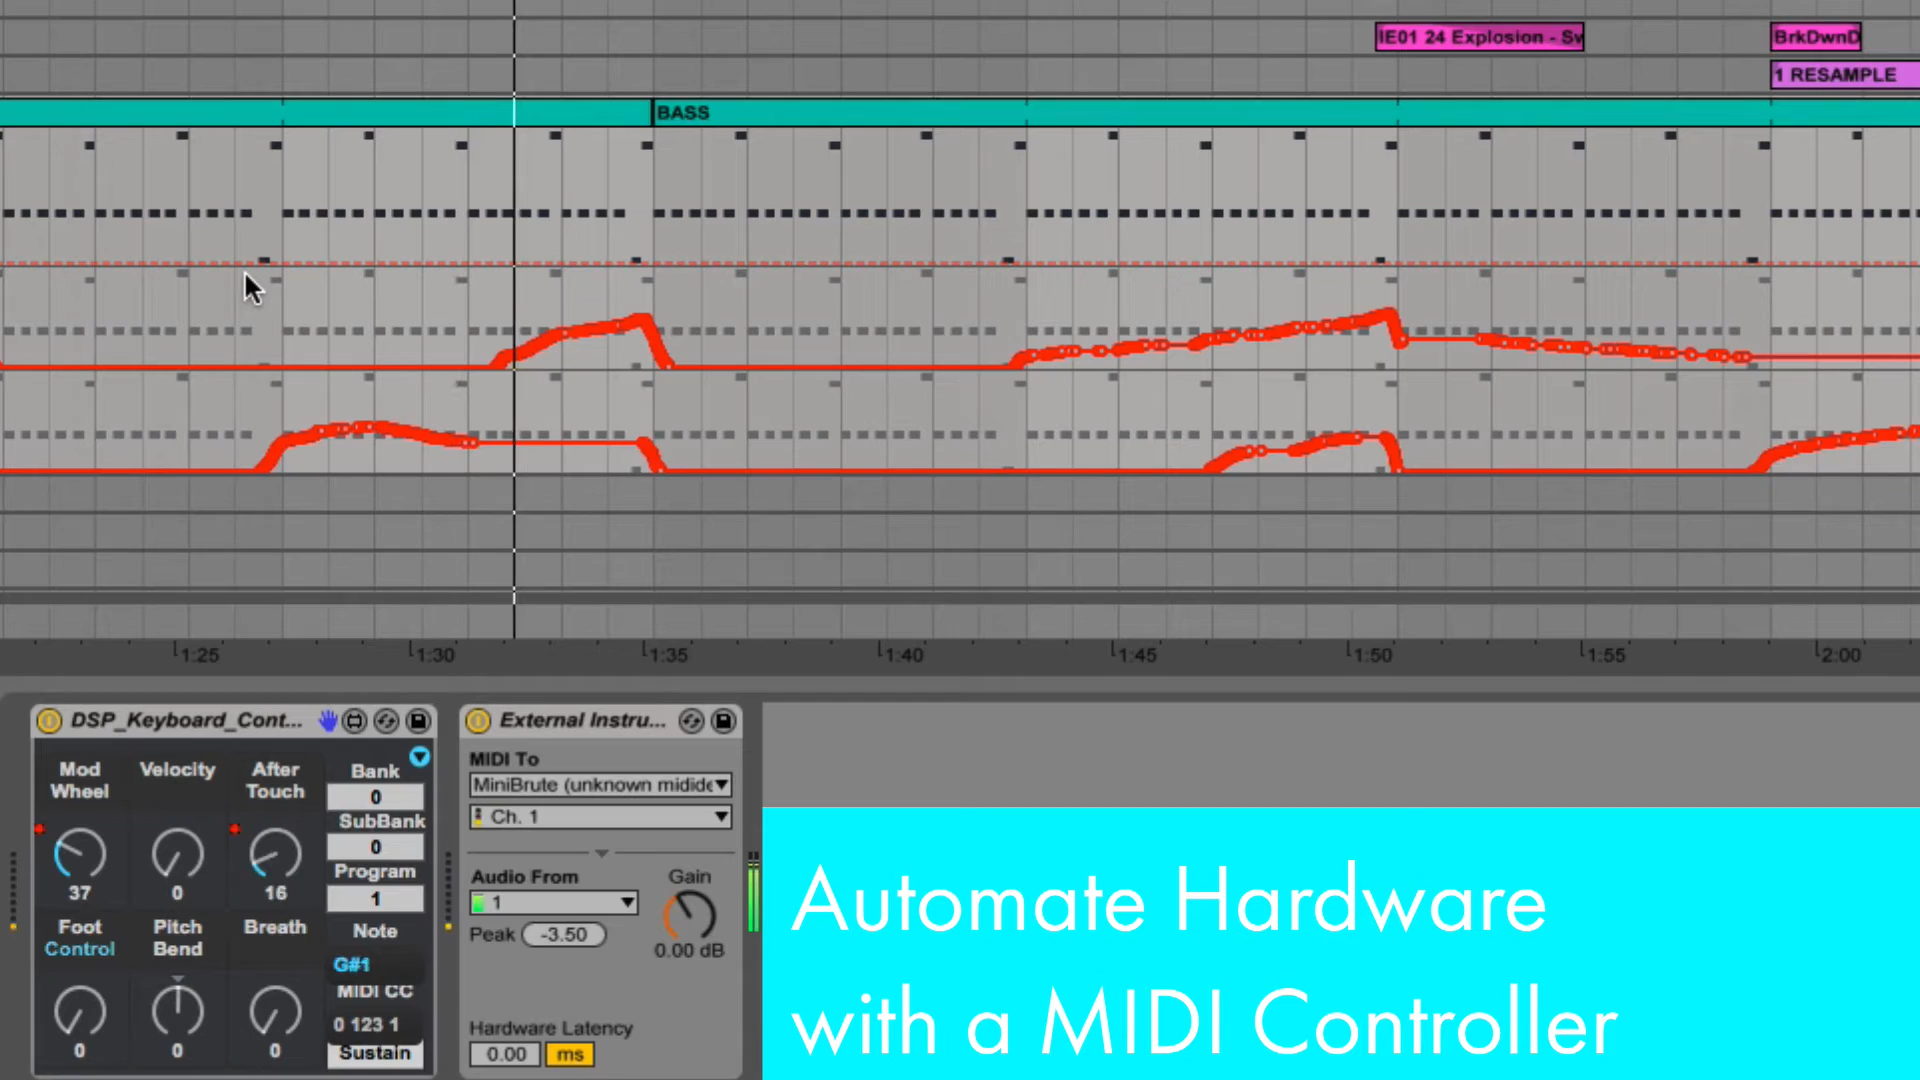 IE01 24 Explosion - Sw
BrkDwnD
1 RESAMPLE
BASS
1:25
1:30
1:35
1:40
1:45
1:50
1:55
2:00
DSP_Keyboard_Cont...
Mod Wheel
Velocity
After Touch
37
0
16
Foot Control
Pitch Bend
Breath
0
0
0
Bank
0
SubBank
0
Program
1
Note
G#1
MIDI CC
0 123 1
Sustain
External Instru...
MIDI To
MiniBrute (unknown midide
Ch. 1
Audio From
1
Peak -3.50
Gain
0.00 dB
Hardware Latency
0.00 ms
Automate Hardware
with a MIDI Controller